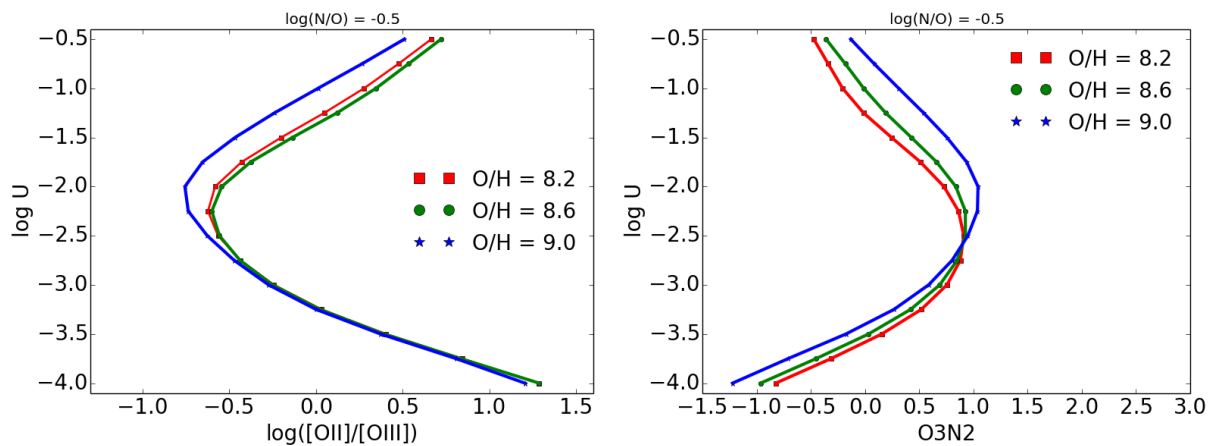 log(N/O) = -0.5
−0.5
−1.0
−1.5
−2.0
−2.5
−3.0
−3.5
−4.0
log U
O/H = 8.2
O/H = 8.6
O/H = 9.0
−1.0 −0.5 0.0 0.5 1.0 1.5
log([OII]/[OIII])
log(N/O) = -0.5
−0.5
−1.0
−1.5
−2.0
−2.5
−3.0
−3.5
−4.0
log U
O/H = 8.2
O/H = 8.6
O/H = 9.0
−1.5 −1.0 −0.5 0.0 0.5 1.0 1.5 2.0 2.5 3.0
O3N2